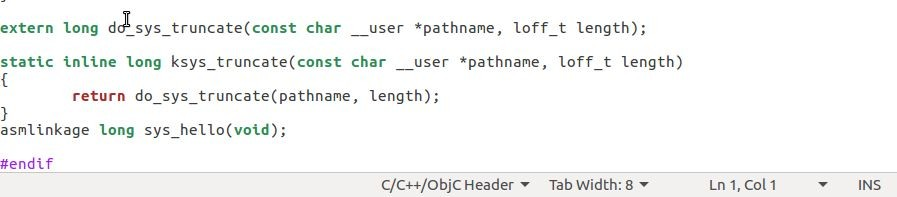 extern long do_sys_truncate(const char __user *pathname, loff_t length);
static inline long ksys_truncate(const char __user *pathname, loff_t length)
{
        return do_sys_truncate(pathname, length);
}
asmlinkage long sys_hello(void);
#endif
C/C++/ObjC Header Tab Width: 8 Ln 1, Col 1 INS